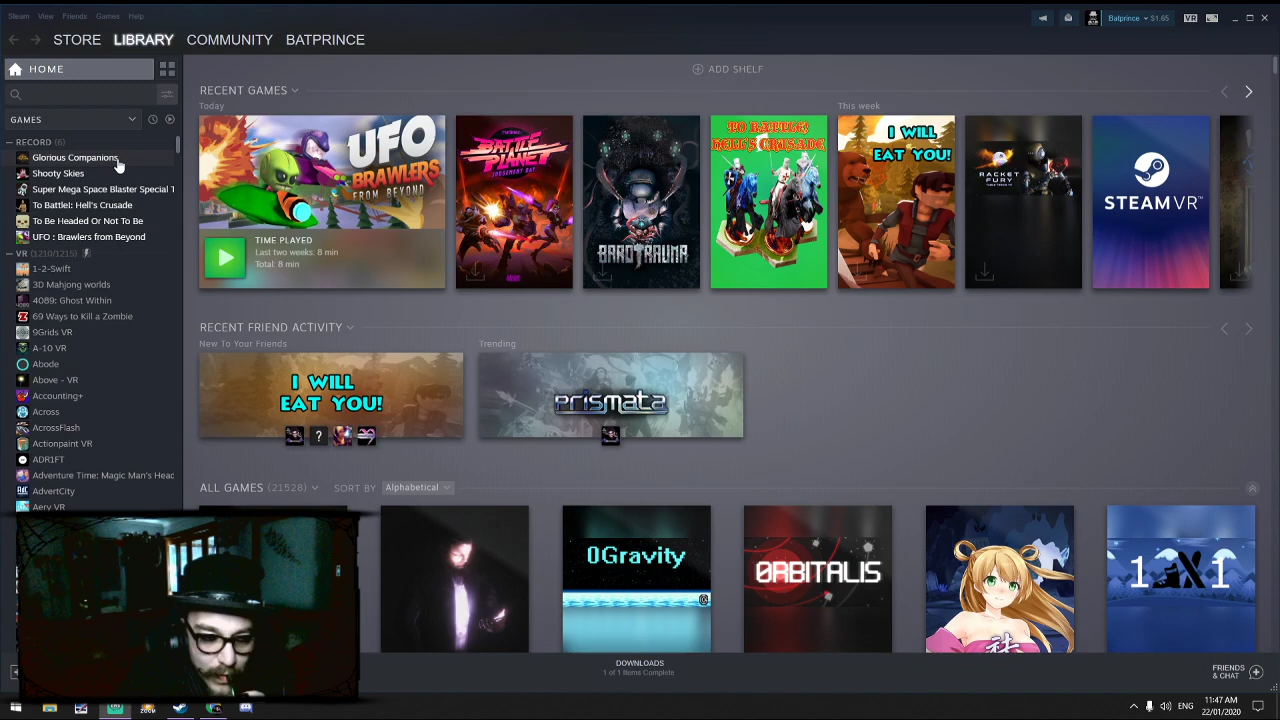 Steam View Friends Games Help
Batprince $1.65
VR
STORE LIBRARY COMMUNITY BATPRINCE
HOME
ADD SHELF
GAMES
RECORD (6)
Glorious Companions
Shooty Skies
Super Mega Space Blaster Special T
To Battle!: Hell's Crusade
To Be Headed Or Not To Be
UFO : Brawlers from Beyond
VR (1210/1215)
1-2-Swift
3D Mahjong worlds
4089: Ghost Within
69 Ways to Kill a Zombie
9Grids VR
A-10 VR
Abode
Above - VR
Accounting+
Across
AcrossFlash
Actionpaint VR
ADR1FT
Adventure Time: Magic Man's Head
AdvertCity
Aery VR
RECENT GAMES
Today
This week
UFO
BRAWLERS
FROM BEYOND
TIME PLAYED
Last two weeks: 8 min
Total: 8 min
BATTLE
PLANET
JUDGEMENT DAY
BAROTRAUMA
TO BATTLE!
HELL'S CRUSADE
I WILL
EAT YOU!
RACKET
FURY
STEAMVR™
RECENT FRIEND ACTIVITY
New To Your Friends
Trending
I WILL
EAT YOU!
?
prismata
ALL GAMES (21528)
SORT BY Alphabetical
0Gravity
0RBITALIS
1X1
DOWNLOADS
1 of 1 Items Complete
FRIENDS
& CHAT
ENG
11:47 AM
22/01/2020